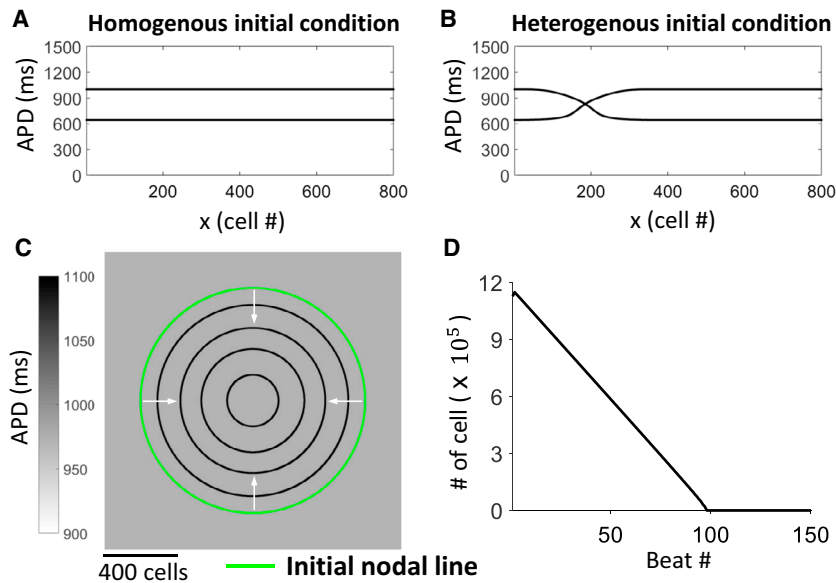 A
Homogenous initial condition
APD (ms)
1500
1200
900
600
300
0
200
400
600
800
x (cell #)
B
Heterogenous initial condition
APD (ms)
1500
1200
900
600
300
0
200
400
600
800
x (cell #)
C
APD (ms)
1100
1050
1000
950
900
400 cells
Initial nodal line
D
# of cell ( x 10⁵)
12
9
6
3
0
50
100
150
Beat #